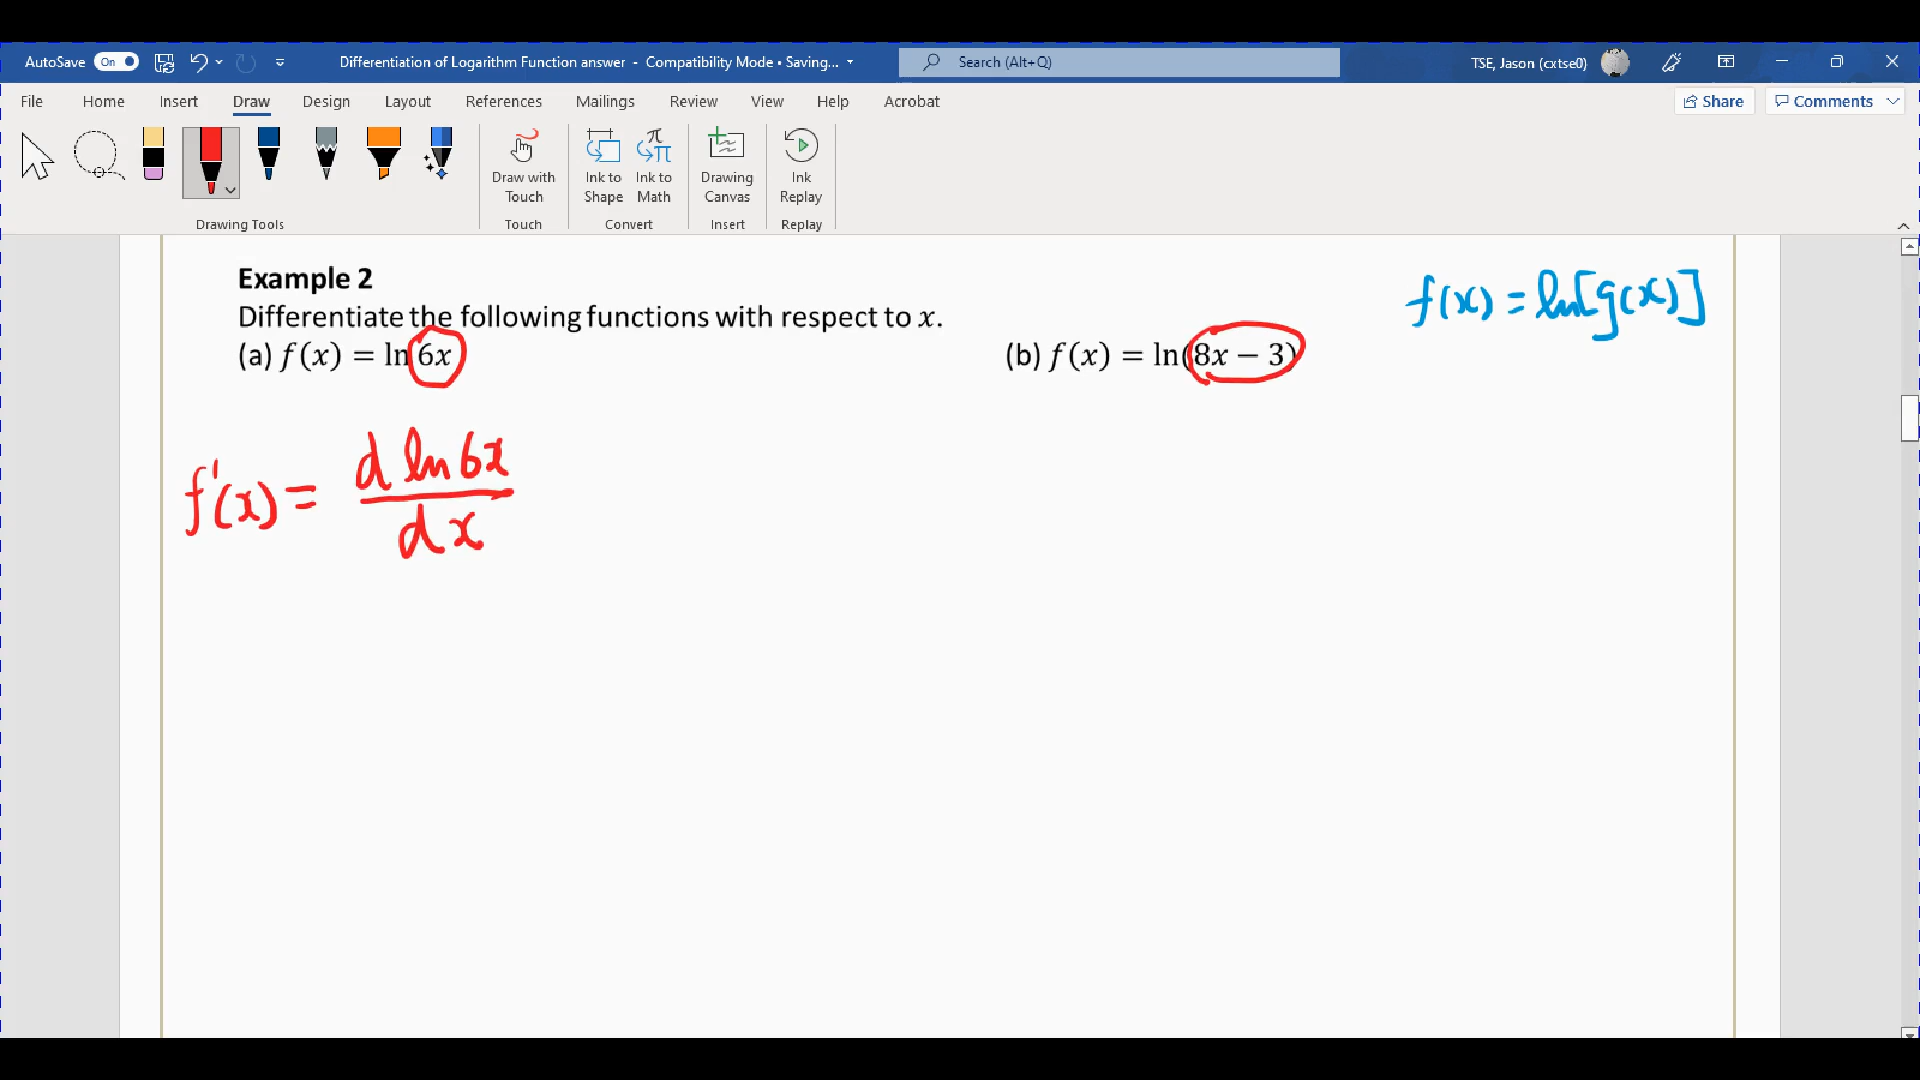 AutoSave On Differentiation of Logarithm Function answer - Compatibility Mode • Saving... Search (Alt+Q) TSE, Jason (cxtse0)
File Home Insert Draw Design Layout References Mailings Review View Help Acrobat Share Comments
Draw with Touch
Ink to Shape
Ink to Math
Drawing Canvas
Ink Replay
Drawing Tools Touch Convert Insert Replay
Example 2
f(x) = ln[g(x)]
Differentiate the following functions with respect to x.
(a) f(x) = ln 6x
(b) f(x) = ln(8x − 3)
f'(x) = d ln 6x / dx